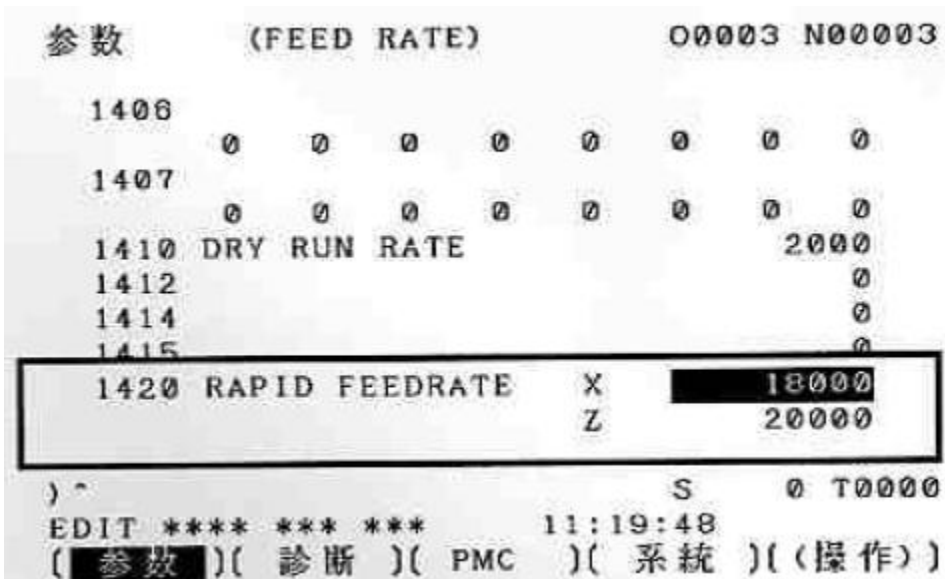 参数 (FEED RATE) O0003 N00003
1406
0 0 0 0 0 0 0 0
1407
0 0 0 0 0 0 0 0
1410 DRY RUN RATE 2000
1412 0
1414 0
1415 0
1420 RAPID FEEDRATE X 18000
Z 20000
)^
S 0 T0000
EDIT **** *** *** 11:19:48
[ 参数 ][ 診断 ][ PMC ][ 系統 ][ (操作) ]